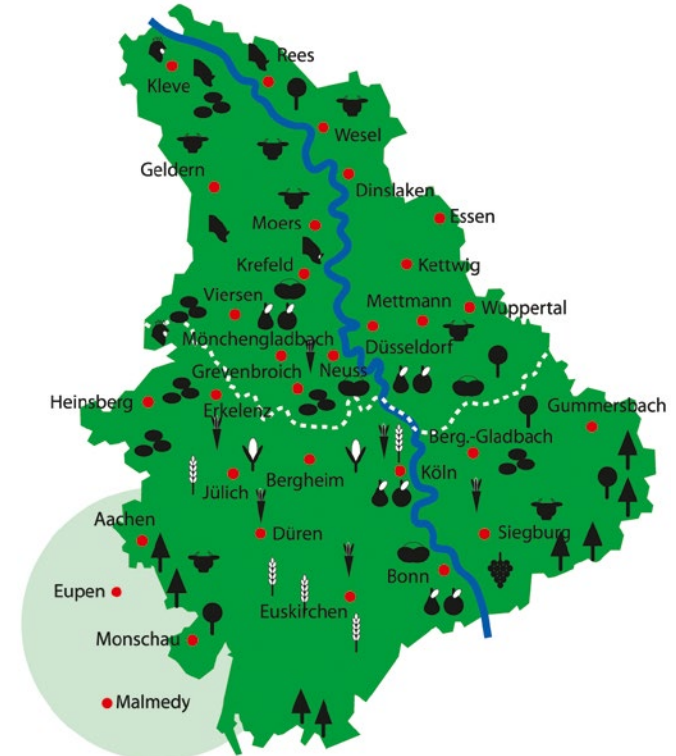 Rees
Kleve
Wesel
Geldern
Dinslaken
Essen
Moers
Krefeld
Kettwig
Viersen
Mettmann
Wuppertal
Mönchengladbach
Düsseldorf
Grevenbroich
Neuss
Heinsberg
Erkelenz
Gummersbach
Berg.-Gladbach
Köln
Bergheim
Jülich
Aachen
Düren
Siegburg
Bonn
Eupen
Euskirchen
Monschau
Malmedy